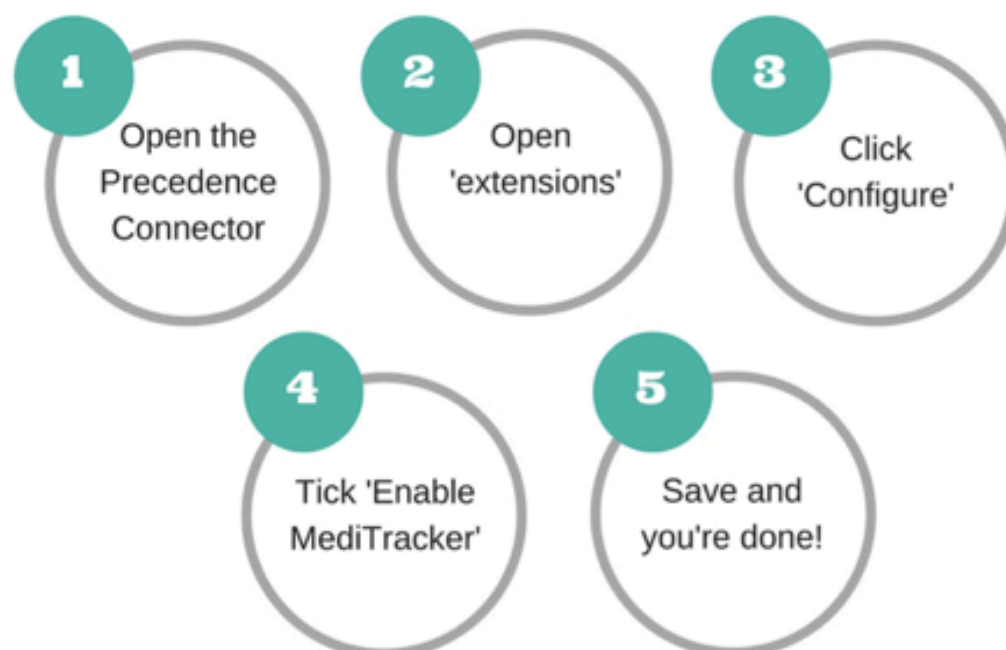 1
Open the
Precedence
Connector
2
Open
'extensions'
3
Click
'Configure'
4
Tick 'Enable
MediTracker'
5
Save and
you're done!